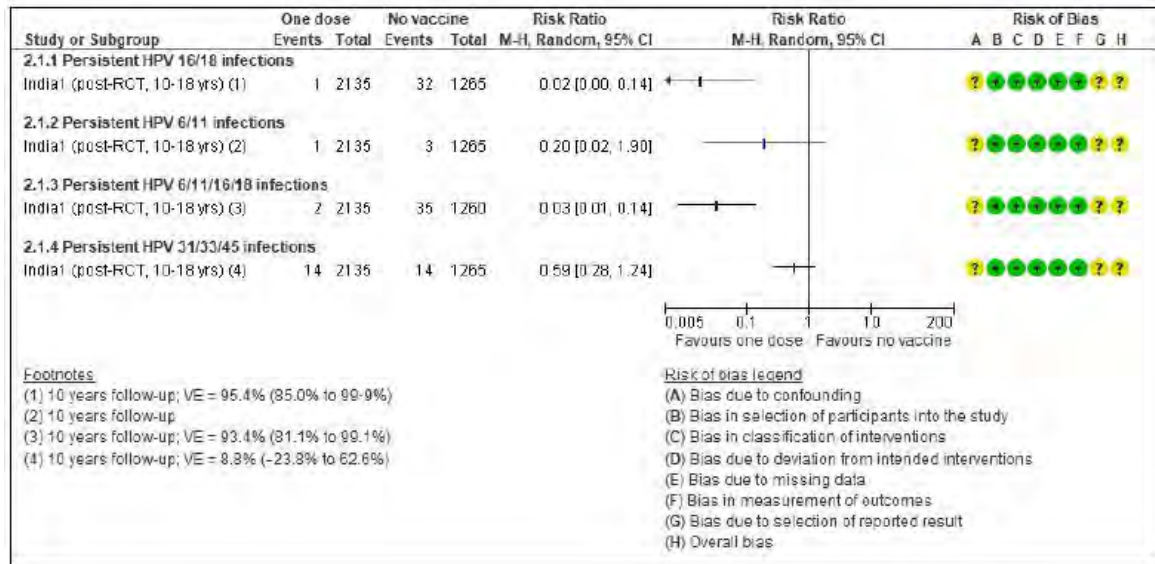 One dose No vaccine Risk Ratio Risk Ratio Risk of Bias
Study or Subgroup Events Total Events Total M-H, Random, 95% CI M-H, Random, 95% CI A B C D E F G H
2.1.1 Persistent HPV 16/18 infections
India1 (post-RCT, 10-18 yrs) (1) 1 2135 32 1265 0.02 [0.00, 0.14] ? + + + + + ? ?
2.1.2 Persistent HPV 6/11 infections
India1 (post-RCT, 10-18 yrs) (2) 1 2135 3 1265 0.20 [0.02, 1.90] ? + + + + + ? ?
2.1.3 Persistent HPV 6/11/16/18 infections
India1 (post-RCT, 10-18 yrs) (3) 2 2135 35 1260 0.03 [0.01, 0.14] ? + + + + + ? ?
2.1.4 Persistent HPV 31/33/45 infections
India1 (post-RCT, 10-18 yrs) (4) 14 2135 14 1265 0.59 [0.28, 1.24] ? + + + + + ? ?
0.005 0.1 1 10 200
Favours one dose Favours no vaccine
Footnotes
(1) 10 years follow-up; VE = 95.4% (85.0% to 99-9%)
(2) 10 years follow-up
(3) 10 years follow-up; VE = 93.4% (81.1% to 99.1%)
(4) 10 years follow-up; VE = 8.8% (-23.8% to 62.6%)
Risk of bias legend
(A) Bias due to confounding
(B) Bias in selection of participants into the study
(C) Bias in classification of interventions
(D) Bias due to deviation from intended interventions
(E) Bias due to missing data
(F) Bias in measurement of outcomes
(G) Bias due to selection of reported result
(H) Overall bias